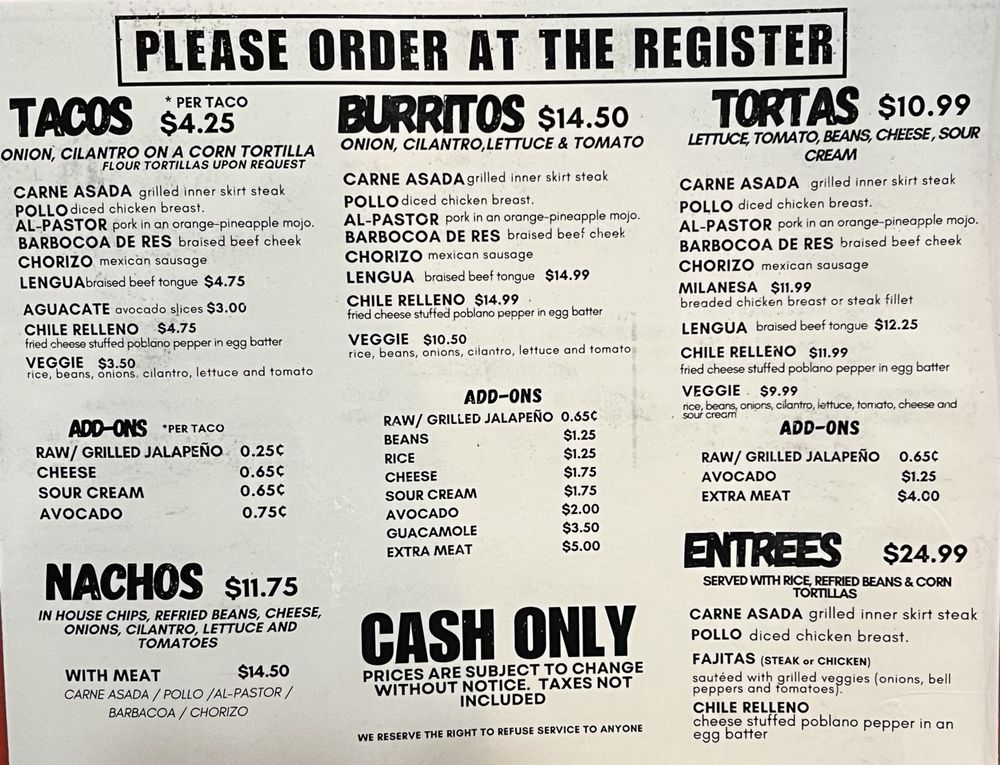 PLEASE ORDER AT THE REGISTER
TACOS * PER TACO
$4.25
ONION, CILANTRO ON A CORN TORTILLA
FLOUR TORTILLAS UPON REQUEST
CARNE ASADA grilled inner skirt steak
POLLO diced chicken breast.
AL-PASTOR pork in an orange-pineapple mojo.
BARBOCOA DE RES braised beef cheek
CHORIZO mexican sausage
LENGUA braised beef tongue $4.75
AGUACATE avocado slices $3.00
CHILE RELLENO $4.75
fried cheese stuffed poblano pepper in egg batter
VEGGIE $3.50
rice, beans, onions, cilantro, lettuce and tomato
ADD-ONS *PER TACO
RAW/ GRILLED JALAPEÑO 0.25¢
CHEESE 0.65¢
SOUR CREAM 0.65¢
AVOCADO 0.75¢
NACHOS $11.75
IN HOUSE CHIPS, REFRIED BEANS, CHEESE,
ONIONS, CILANTRO, LETTUCE AND
TOMATOES
WITH MEAT $14.50
CARNE ASADA / POLLO /AL-PASTOR /
BARBACOA / CHORIZO
BURRITOS $14.50
ONION, CILANTRO,LETTUCE & TOMATO
CARNE ASADA grilled inner skirt steak
POLLO diced chicken breast.
AL-PASTOR pork in an orange-pineapple mojo.
BARBOCOA DE RES braised beef cheek
CHORIZO mexican sausage
LENGUA braised beef tongue $14.99
CHILE RELLENO $14.99
fried cheese stuffed poblano pepper in egg batter
VEGGIE $10.50
rice, beans, onions, cilantro, lettuce and tomato
ADD-ONS
RAW/ GRILLED JALAPEÑO 0.65¢
BEANS $1.25
RICE $1.25
CHEESE $1.75
SOUR CREAM $1.75
AVOCADO $2.00
GUACAMOLE $3.50
EXTRA MEAT $5.00
CASH ONLY
PRICES ARE SUBJECT TO CHANGE
WITHOUT NOTICE. TAXES NOT
INCLUDED
WE RESERVE THE RIGHT TO REFUSE SERVICE TO ANYONE
TORTAS $10.99
LETTUCE, TOMATO, BEANS, CHEESE, SOUR
CREAM
CARNE ASADA grilled inner skirt steak
POLLO diced chicken breast.
AL-PASTOR pork in an orange-pineapple mojo.
BARBOCOA DE RES braised beef cheek
CHORIZO mexican sausage
MILANESA $11.99
breaded chicken breast or steak fillet
LENGUA braised beef tongue $12.25
CHILE RELLENO $11.99
fried cheese stuffed poblano pepper in egg batter
VEGGIE $9.99
rice, beans, onions, cilantro, lettuce, tomato, cheese and
sour cream
ADD-ONS
RAW/ GRILLED JALAPEÑO 0.65¢
AVOCADO $1.25
EXTRA MEAT $4.00
ENTREES $24.99
SERVED WITH RICE, REFRIED BEANS & CORN
TORTILLAS
CARNE ASADA grilled inner skirt steak
POLLO diced chicken breast.
FAJITAS (STEAK or CHICKEN)
sautéed with grilled veggies (onions, bell
peppers and tomatoes).
CHILE RELLENO
cheese stuffed poblano pepper in an
egg batter